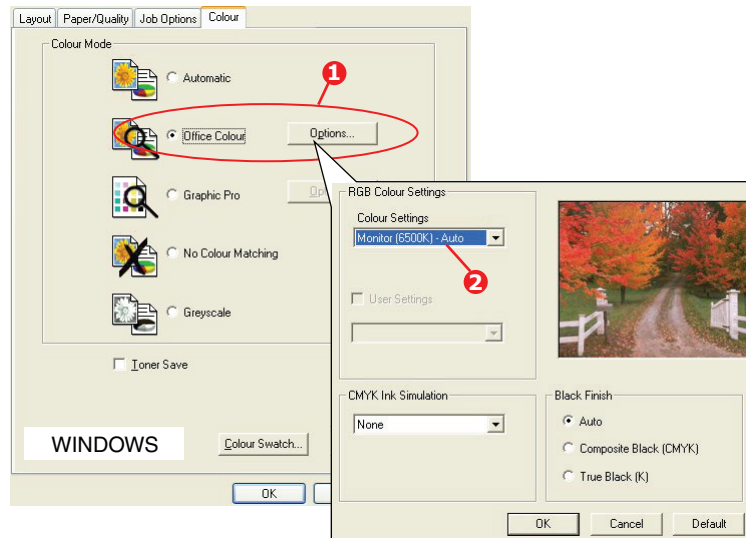 Layout Paper/Quality Job Options Colour
Colour Mode
Automatic
1
Office Colour Options...
Graphic Pro
No Colour Matching
Greyscale
Toner Save
WINDOWS
Colour Swatch...
OK
RGB Colour Settings
Colour Settings
Monitor (6500K) - Auto
2
User Settings
CMYK Ink Simulation
None
Black Finish
Auto
Composite Black (CMYK)
True Black (K)
OK Cancel Default